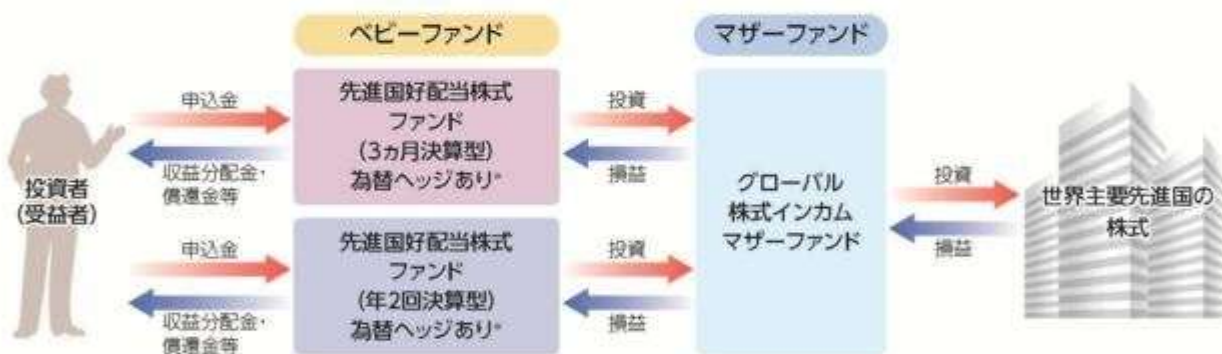 ベビーファンド
マザーファンド
申込金
収益分配金・
償還金等
先進国好配当株式
ファンド
(3ヵ月決算型)
為替ヘッジあり*
投資
損益
投資者
(受益者)
申込金
収益分配金・
償還金等
先進国好配当株式
ファンド
(年2回決算型)
為替ヘッジあり*
投資
損益
グローバル
株式インカム
マザーファンド
投資
損益
世界主要先進国の
株式